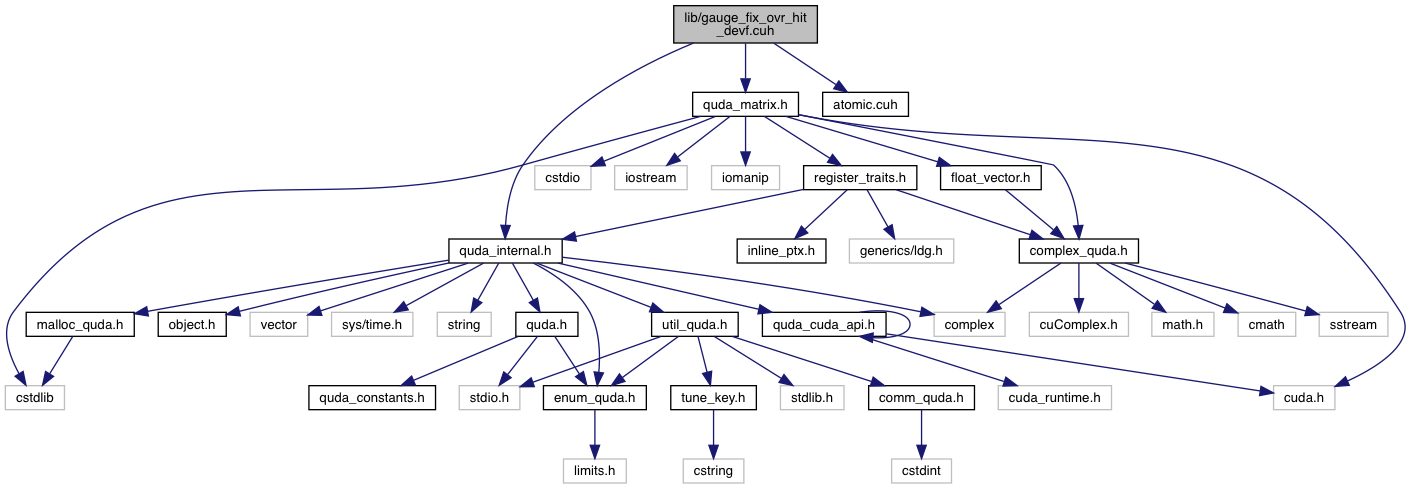 lib/gauge_fix_ovr_hit
_devf.cuh
quda_matrix.h
atomic.cuh
cstdio
iostream
iomanip
register_traits.h
float_vector.h
quda_internal.h
inline_ptx.h
generics/ldg.h
complex_quda.h
malloc_quda.h
object.h
vector
sys/time.h
string
quda.h
util_quda.h
quda_cuda_api.h
complex
cuComplex.h
math.h
cmath
sstream
cstdlib
quda_constants.h
stdio.h
enum_quda.h
tune_key.h
stdlib.h
comm_quda.h
cuda_runtime.h
cuda.h
limits.h
cstring
cstdint